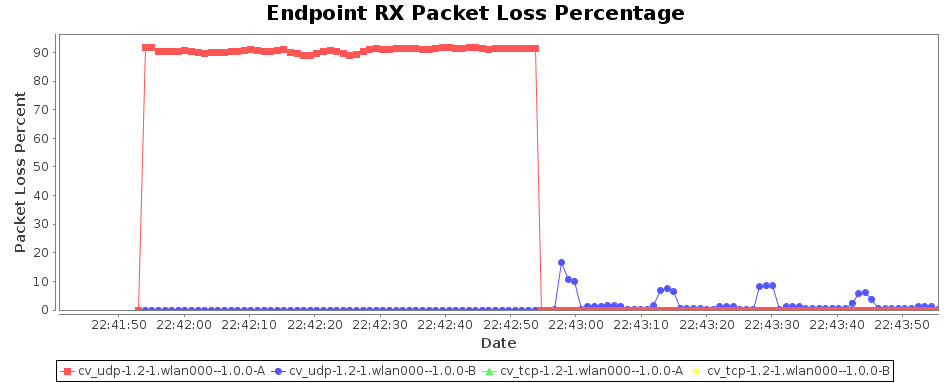 Endpoint RX Packet Loss Percentage
Packet Loss Percent
90
80
70
60
50
40
30
20
10
0
22:41:50 22:42:00 22:42:10 22:42:20 22:42:30 22:42:40 22:42:50 22:43:00 22:43:10 22:43:20 22:43:30 22:43:40 22:43:50
Date
cv_udp-1.2-1.wlan000--1.0.0-A cv_udp-1.2-1.wlan000--1.0.0-B cv_tcp-1.2-1.wlan000--1.0.0-A cv_tcp-1.2-1.wlan000--1.0.0-B